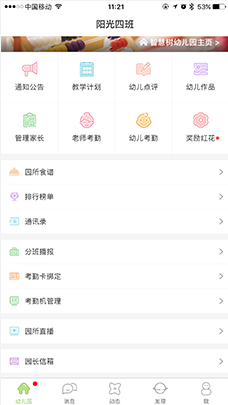 中国移动 11:21 53%
阳光四班
智慧树幼儿园主页 >
通知公告 教学计划 幼儿点评 幼儿作品
管理家长 老师考勤 幼儿考勤 奖励红花
园所食谱
排行榜单
通讯录
分班播报
考勤卡绑定
考勤机管理
园所直播
园长信箱
幼儿园 消息 动态 发现 我